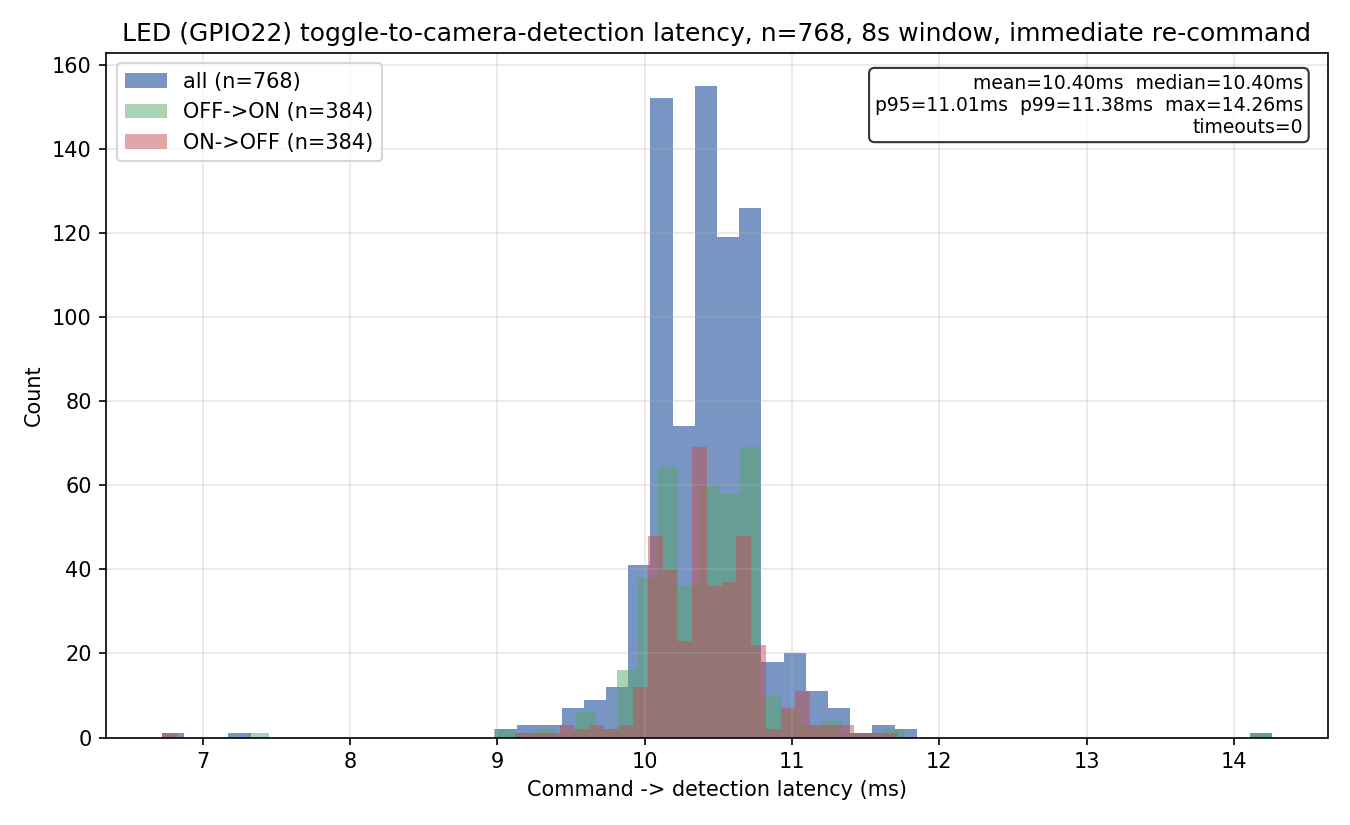 LED (GPIO22) toggle-to-camera-detection latency, n=768, 8s window, immediate re-command
all (n=768)
OFF->ON (n=384)
ON->OFF (n=384)
mean=10.40ms  median=10.40ms
p95=11.01ms  p99=11.38ms  max=14.26ms
timeouts=0
Count
160
140
120
100
80
60
40
20
0
7 8 9 10 11 12 13 14
Command -> detection latency (ms)